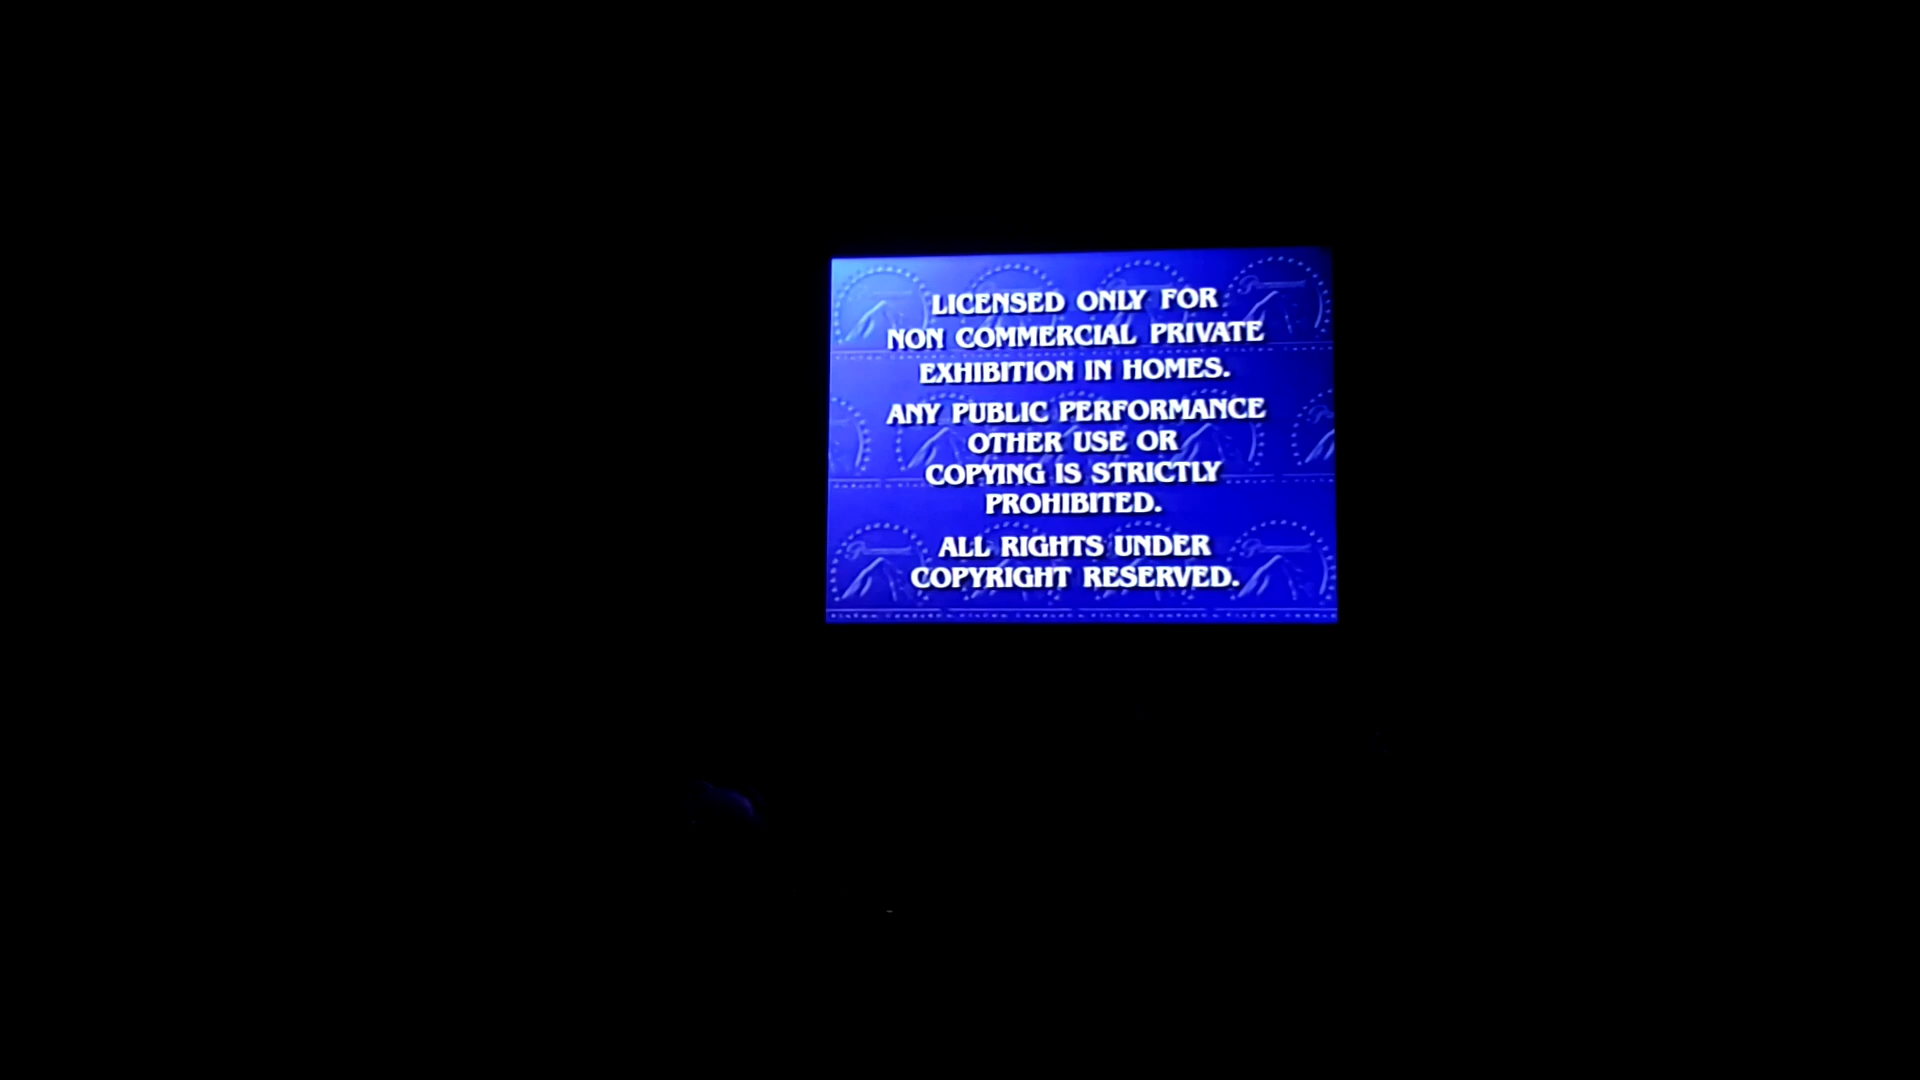 LICENSED ONLY FOR
NON COMMERCIAL PRIVATE
EXHIBITION IN HOMES.
ANY PUBLIC PERFORMANCE
OTHER USE OR
COPYING IS STRICTLY
PROHIBITED.
ALL RIGHTS UNDER
COPYRIGHT RESERVED.